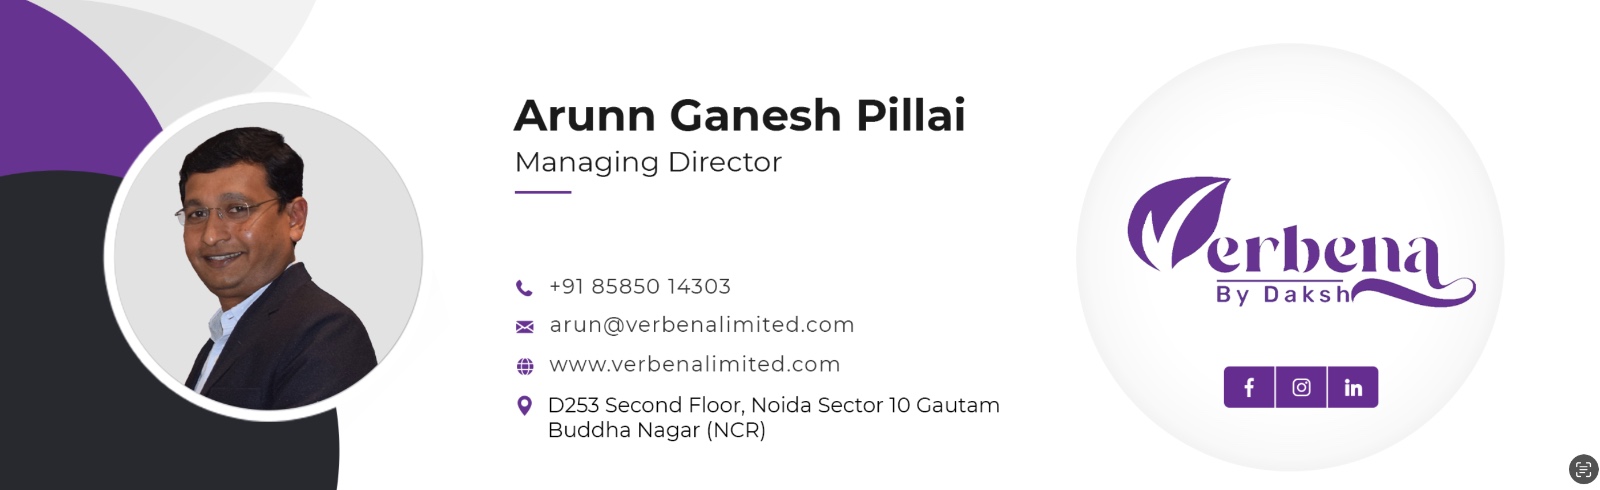 Arunn Ganesh Pillai
Managing Director
+91 85850 14303
arun@verbenalimited.com
www.verbenalimited.com
D253 Second Floor, Noida Sector 10 Gautam
Buddha Nagar (NCR)
Verbena
By Daksh